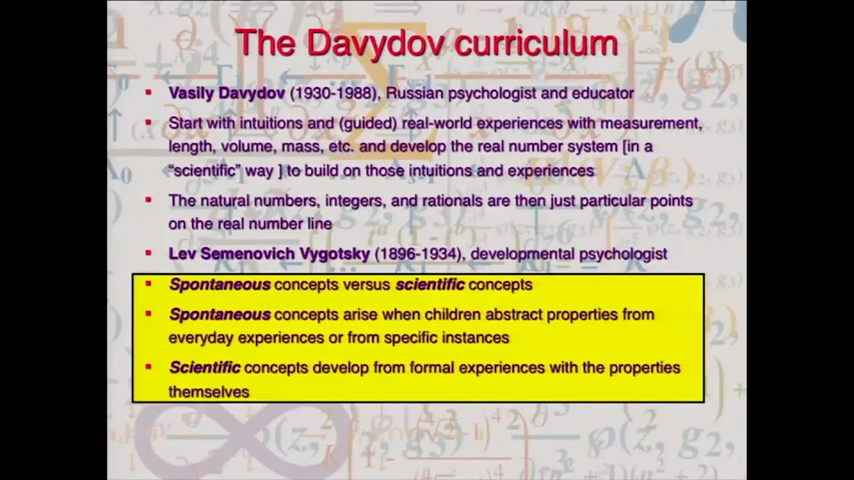 The Davydov curriculum
Vasily Davydov (1930-1988), Russian psychologist and educator
Start with intuitions and (guided) real-world experiences with measurement,
length, volume, mass, etc. and develop the real number system [in a
“scientific” way ] to build on those intuitions and experiences
The natural numbers, integers, and rationals are then just particular points
on the real number line
Lev Semenovich Vygotsky (1896-1934), developmental psychologist
Spontaneous concepts versus scientific concepts
Spontaneous concepts arise when children abstract properties from
everyday experiences or from specific instances
Scientific concepts develop from formal experiences with the properties
themselves